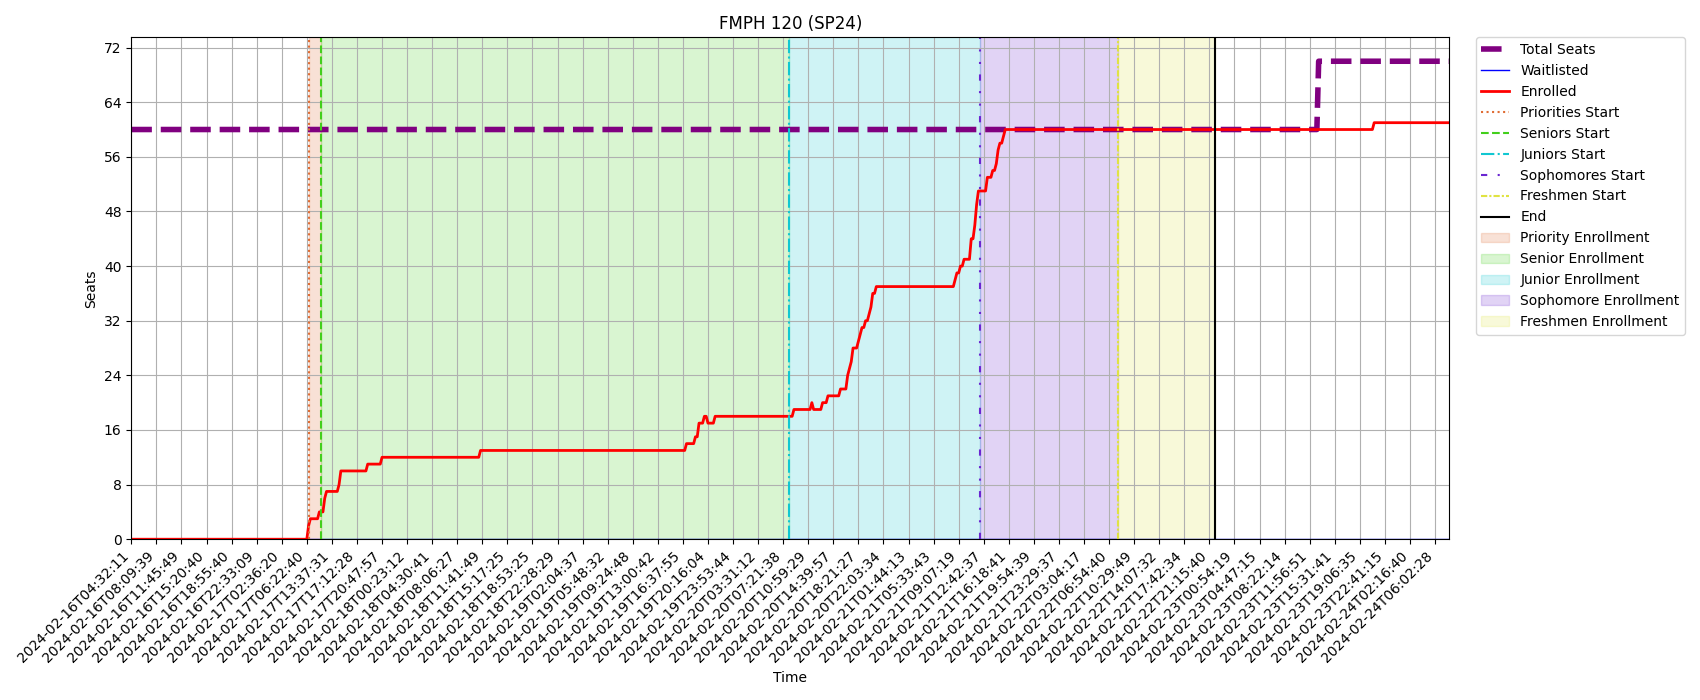 FMPH 120 (SP24)
Seats
72
64
56
48
40
32
24
16
8
0
2024-02-16T04:32:11
2024-02-16T08:09:39
2024-02-16T11:45:49
2024-02-16T15:20:40
2024-02-16T18:55:40
2024-02-16T22:33:09
2024-02-17T02:36:20
2024-02-17T06:22:40
2024-02-17T13:37:31
2024-02-17T17:12:28
2024-02-17T20:47:57
2024-02-18T00:23:12
2024-02-18T04:30:41
2024-02-18T08:06:27
2024-02-18T11:41:49
2024-02-18T15:17:25
2024-02-18T18:53:25
2024-02-18T22:28:29
2024-02-19T02:04:37
2024-02-19T05:48:32
2024-02-19T09:24:48
2024-02-19T13:00:42
2024-02-19T16:37:55
2024-02-19T20:16:04
2024-02-19T23:53:44
2024-02-20T03:31:12
2024-02-20T07:21:38
2024-02-20T10:59:29
2024-02-20T14:39:57
2024-02-20T18:21:27
2024-02-20T22:03:34
2024-02-21T01:44:13
2024-02-21T05:33:43
2024-02-21T09:07:19
2024-02-21T12:42:37
2024-02-21T16:18:41
2024-02-21T19:54:39
2024-02-21T23:29:37
2024-02-22T03:04:17
2024-02-22T06:54:40
2024-02-22T10:29:49
2024-02-22T14:07:32
2024-02-22T17:42:34
2024-02-22T21:15:40
2024-02-23T00:54:19
2024-02-23T04:47:15
2024-02-23T08:22:14
2024-02-23T11:56:51
2024-02-23T15:31:41
2024-02-23T19:06:35
2024-02-23T22:41:15
2024-02-24T02:16:40
2024-02-24T06:02:28
Time
Total Seats
Waitlisted
Enrolled
Priorities Start
Seniors Start
Juniors Start
Sophomores Start
Freshmen Start
End
Priority Enrollment
Senior Enrollment
Junior Enrollment
Sophomore Enrollment
Freshmen Enrollment